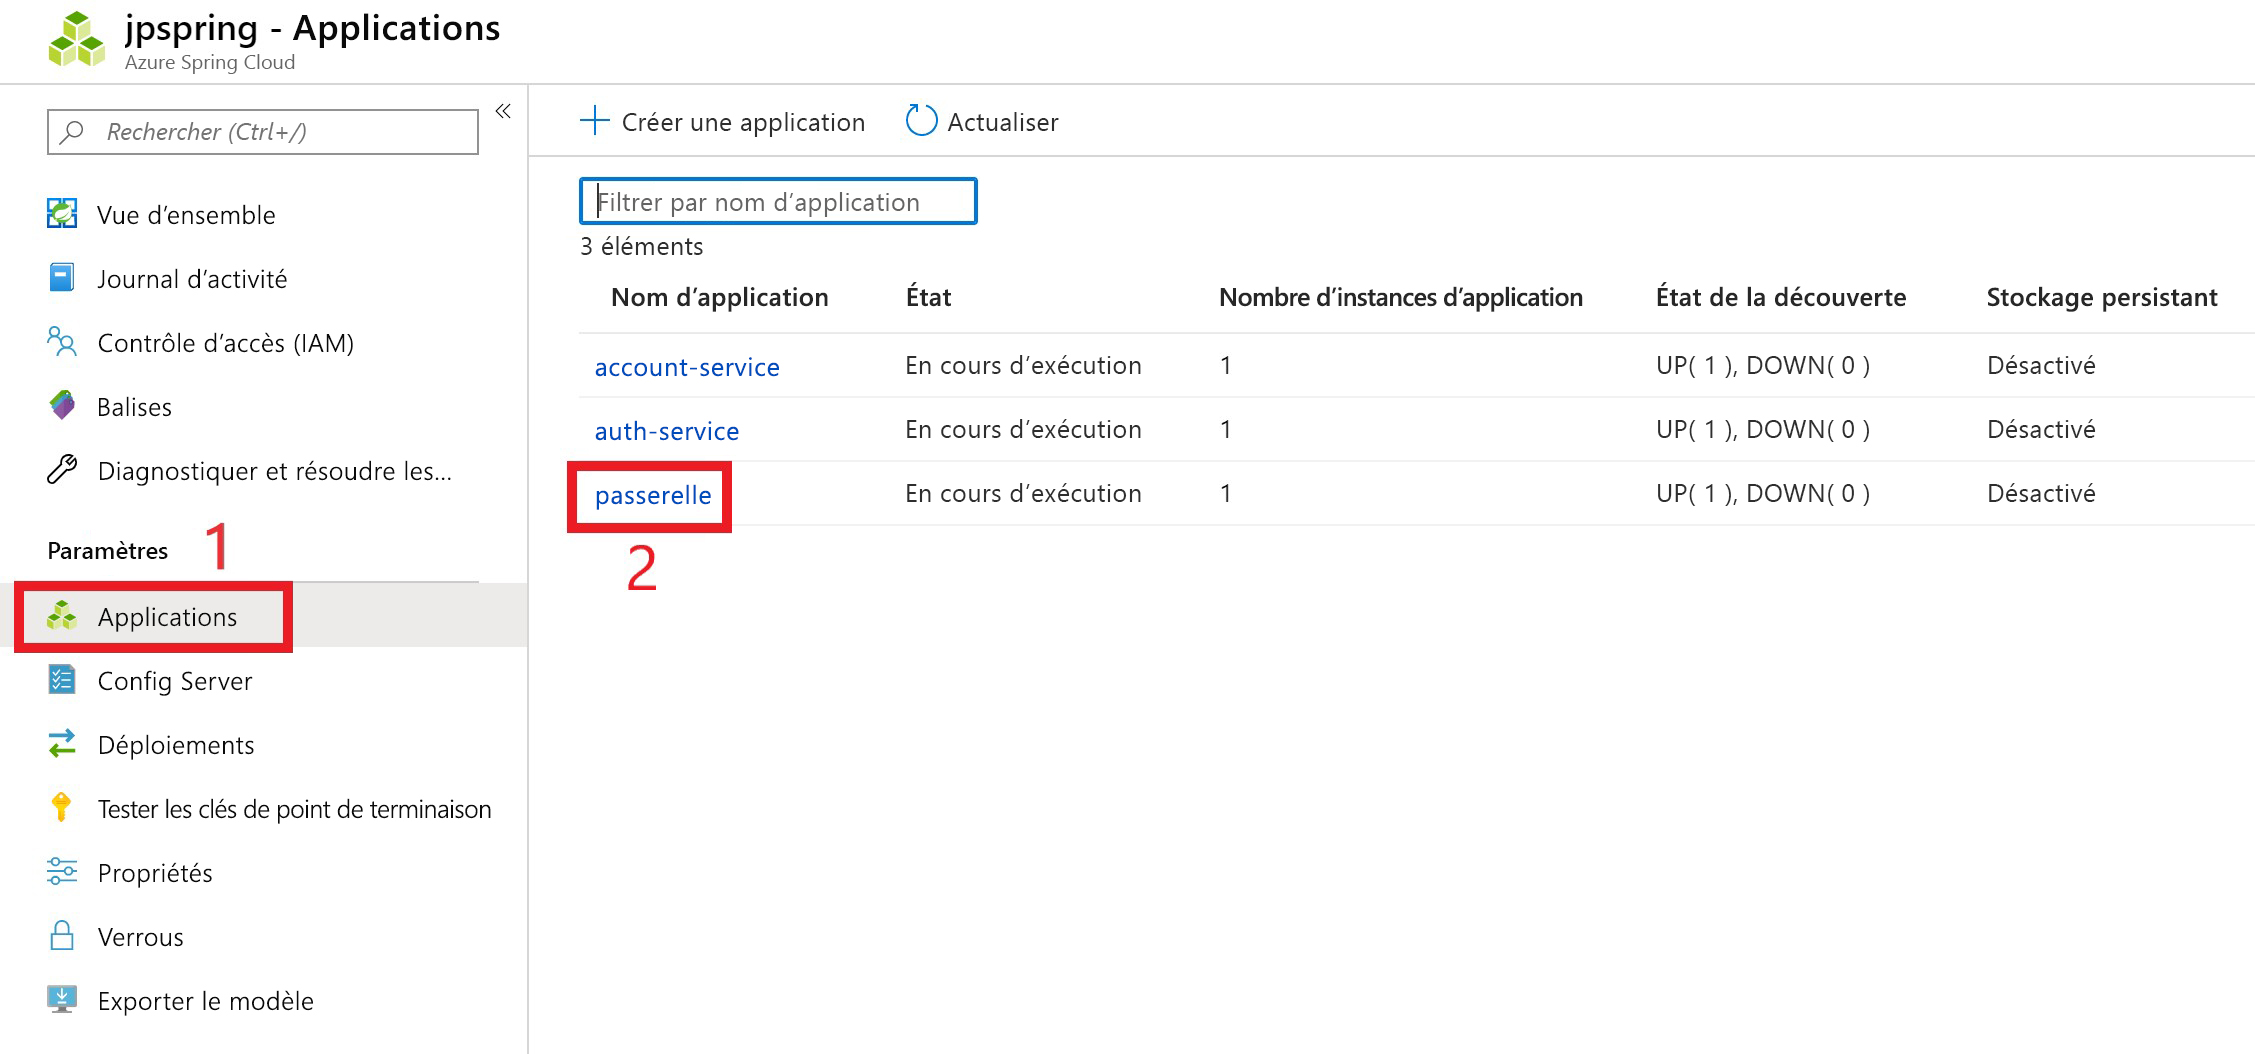 jpspring - Applications
Azure Spring Cloud
Rechercher (Ctrl+/)
«
Vue d’ensemble
Journal d’activité
Contrôle d’accès (IAM)
Balises
Diagnostiquer et résoudre les...
Paramètres
1
Applications
Config Server
Déploiements
Tester les clés de point de terminaison
Propriétés
Verrous
Exporter le modèle
Créer une application Actualiser
Filtrer par nom d’application
3 éléments
Nom d’application État Nombre d’instances d’application État de la découverte Stockage persistant
account-service En cours d’exécution 1 UP( 1 ), DOWN( 0 ) Désactivé
auth-service En cours d’exécution 1 UP( 1 ), DOWN( 0 ) Désactivé
passerelle En cours d’exécution 1 UP( 1 ), DOWN( 0 ) Désactivé
2